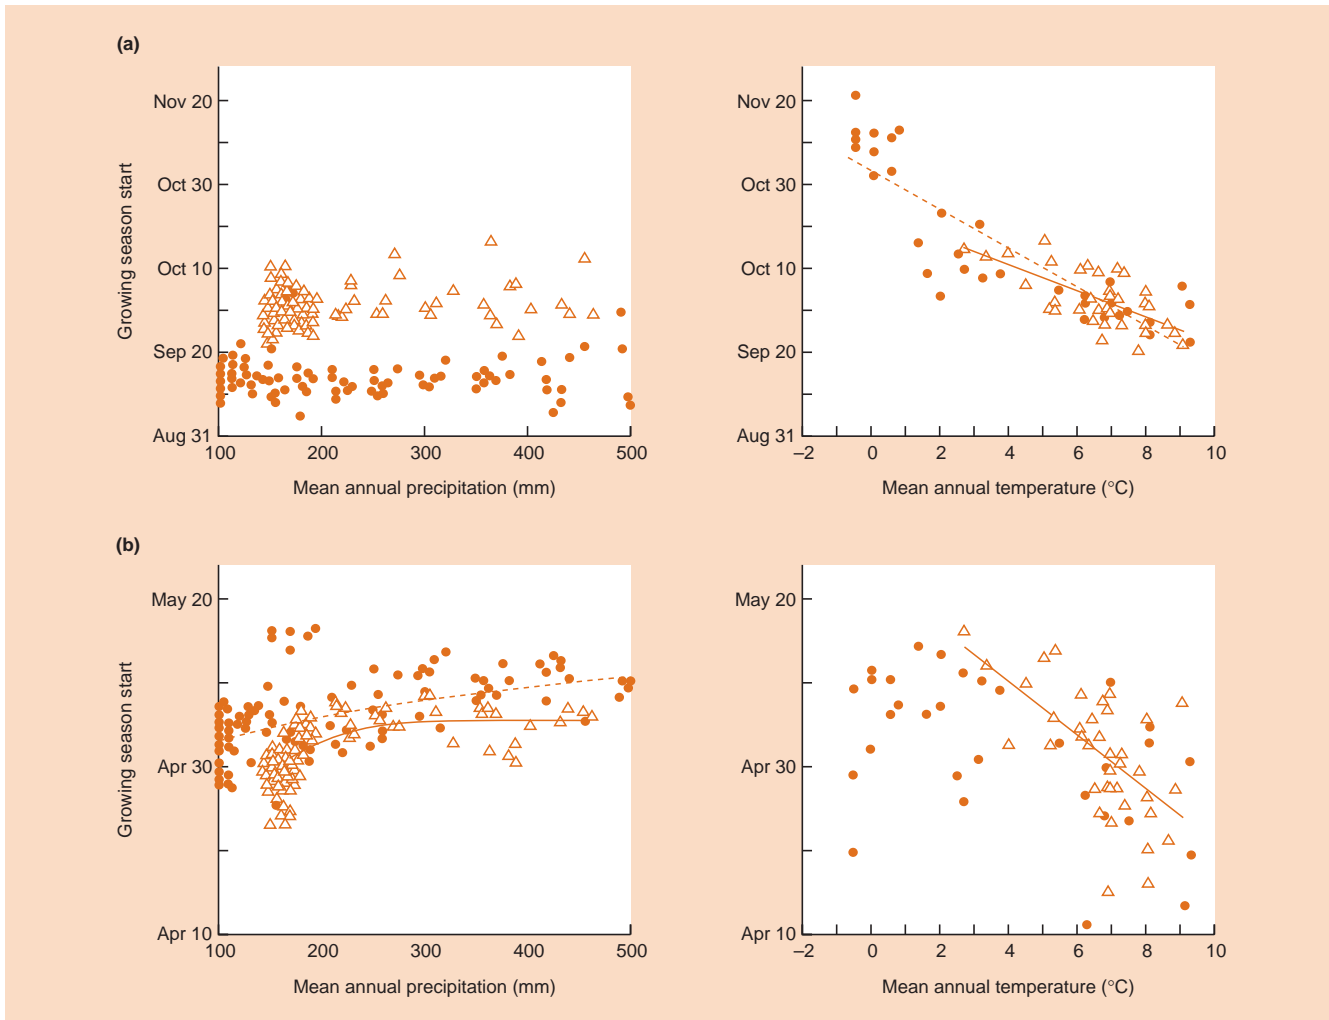 (a)
Growing season start
Nov 20
Oct 30
Oct 10
Sep 20
Aug 31
100 200 300 400 500
Mean annual precipitation (mm)
Nov 20
Oct 30
Oct 10
Sep 20
Aug 31
–2 0 2 4 6 8 10
Mean annual temperature (°C)
(b)
Growing season start
May 20
Apr 30
Apr 10
100 200 300 400 500
Mean annual precipitation (mm)
May 20
Apr 30
Apr 10
–2 0 2 4 6 8 10
Mean annual temperature (°C)